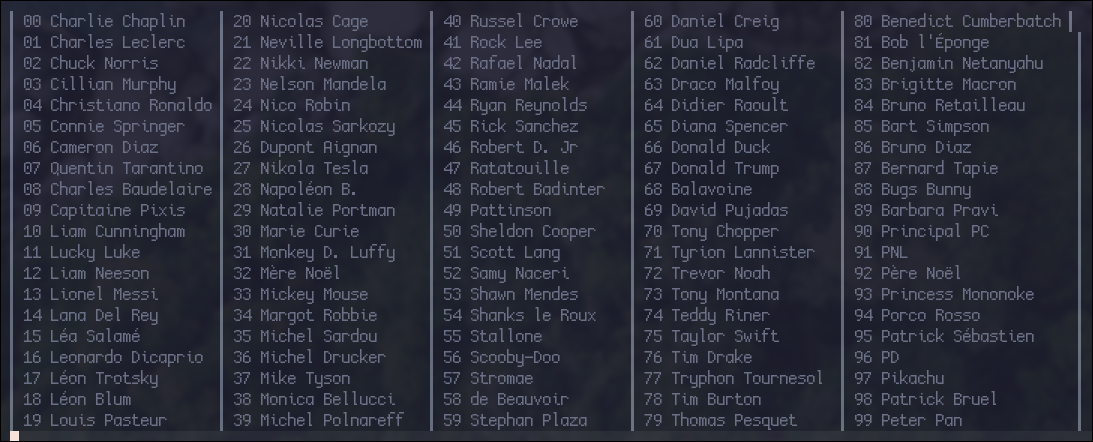 00 Charlie Chaplin
01 Charles Leclerc
02 Chuck Norris
03 Cillian Murphy
04 Christiano Ronaldo
05 Connie Springer
06 Cameron Diaz
07 Quentin Tarantino
08 Charles Baudelaire
09 Capitaine Pixis
10 Liam Cunningham
11 Lucky Luke
12 Liam Neeson
13 Lionel Messi
14 Lana Del Rey
15 Léa Salamé
16 Leonardo Dicaprio
17 Léon Trotsky
18 Léon Blum
19 Louis Pasteur
20 Nicolas Cage
21 Neville Longbottom
22 Nikki Newman
23 Nelson Mandela
24 Nico Robin
25 Nicolas Sarkozy
26 Dupont Aignan
27 Nikola Tesla
28 Napoléon B.
29 Natalie Portman
30 Marie Curie
31 Monkey D. Luffy
32 Mère Noël
33 Mickey Mouse
34 Margot Robbie
35 Michel Sardou
36 Michel Drucker
37 Mike Tyson
38 Monica Bellucci
39 Michel Polnareff
40 Russel Crowe
41 Rock Lee
42 Rafael Nadal
43 Ramie Malek
44 Ryan Reynolds
45 Rick Sanchez
46 Robert D. Jr
47 Ratatouille
48 Robert Badinter
49 Pattinson
50 Sheldon Cooper
51 Scott Lang
52 Samy Naceri
53 Shawn Mendes
54 Shanks le Roux
55 Stallone
56 Scooby-Doo
57 Stromae
58 de Beauvoir
59 Stephan Plaza
60 Daniel Creig
61 Dua Lipa
62 Daniel Radcliffe
63 Draco Malfoy
64 Didier Raoult
65 Diana Spencer
66 Donald Duck
67 Donald Trump
68 Balavoine
69 David Pujadas
70 Tony Chopper
71 Tyrion Lannister
72 Trevor Noah
73 Tony Montana
74 Teddy Riner
75 Taylor Swift
76 Tim Drake
77 Tryphon Tournesol
78 Tim Burton
79 Thomas Pesquet
80 Benedict Cumberbatch
81 Bob l'Éponge
82 Benjamin Netanyahu
83 Brigitte Macron
84 Bruno Retailleau
85 Bart Simpson
86 Bruno Diaz
87 Bernard Tapie
88 Bugs Bunny
89 Barbara Pravi
90 Principal PC
91 PNL
92 Père Noël
93 Princess Mononoke
94 Porco Rosso
95 Patrick Sébastien
96 PD
97 Pikachu
98 Patrick Bruel
99 Peter Pan